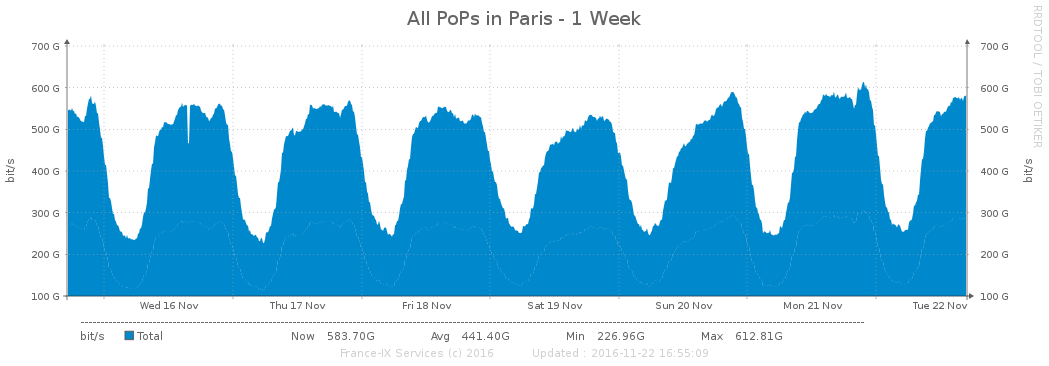 All PoPs in Paris - 1 Week
RRDTOOL / TOBI OETIKER
700 G 700 G
600 G 600 G
500 G 500 G
400 G 400 G
300 G 300 G
200 G 200 G
100 G 100 G
bit/s bit/s
Wed 16 Nov Thu 17 Nov Fri 18 Nov Sat 19 Nov Sun 20 Nov Mon 21 Nov Tue 22 Nov
bit/s Total Now 583.70G Avg 441.40G Min 226.96G Max 612.81G
France-IX Services (c) 2016 Updated : 2016-11-22 16:55:09